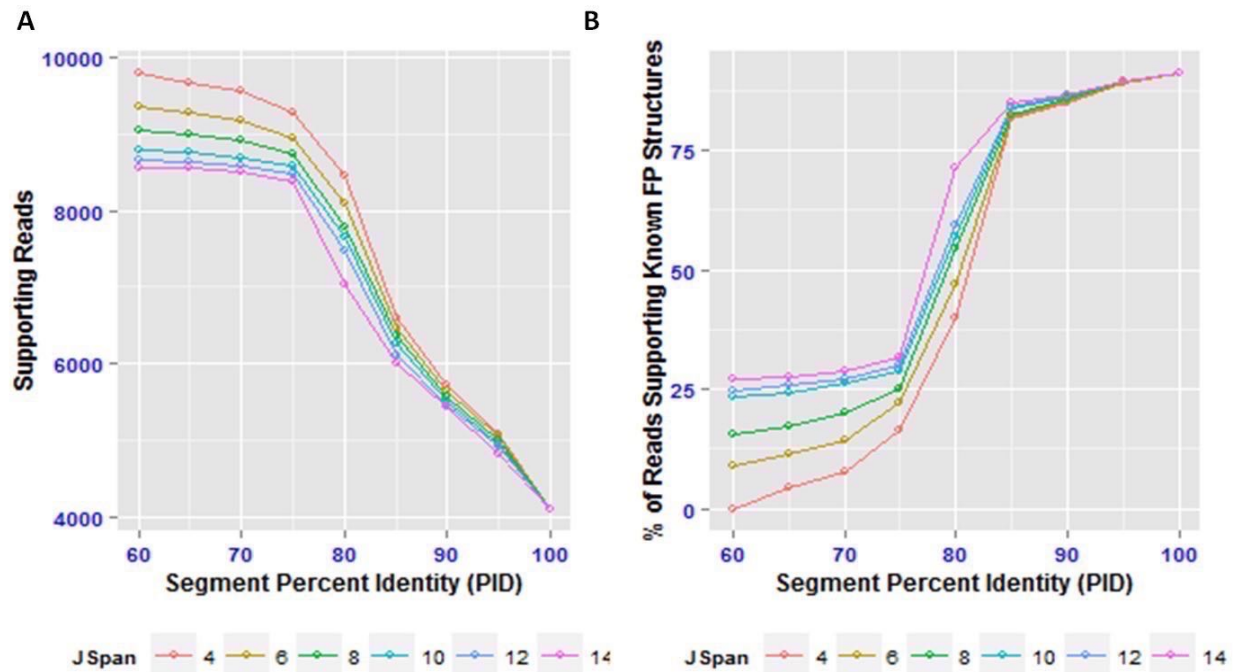 A
Supporting Reads
10000
8000
6000
4000
60 70 80 90 100
Segment Percent Identity (PID)
JSpan 4 6 8 10 12 14
B
% of Reads Supporting Known FP Structures
75
50
25
0
60 70 80 90 100
Segment Percent Identity (PID)
JSpan 4 6 8 10 12 14